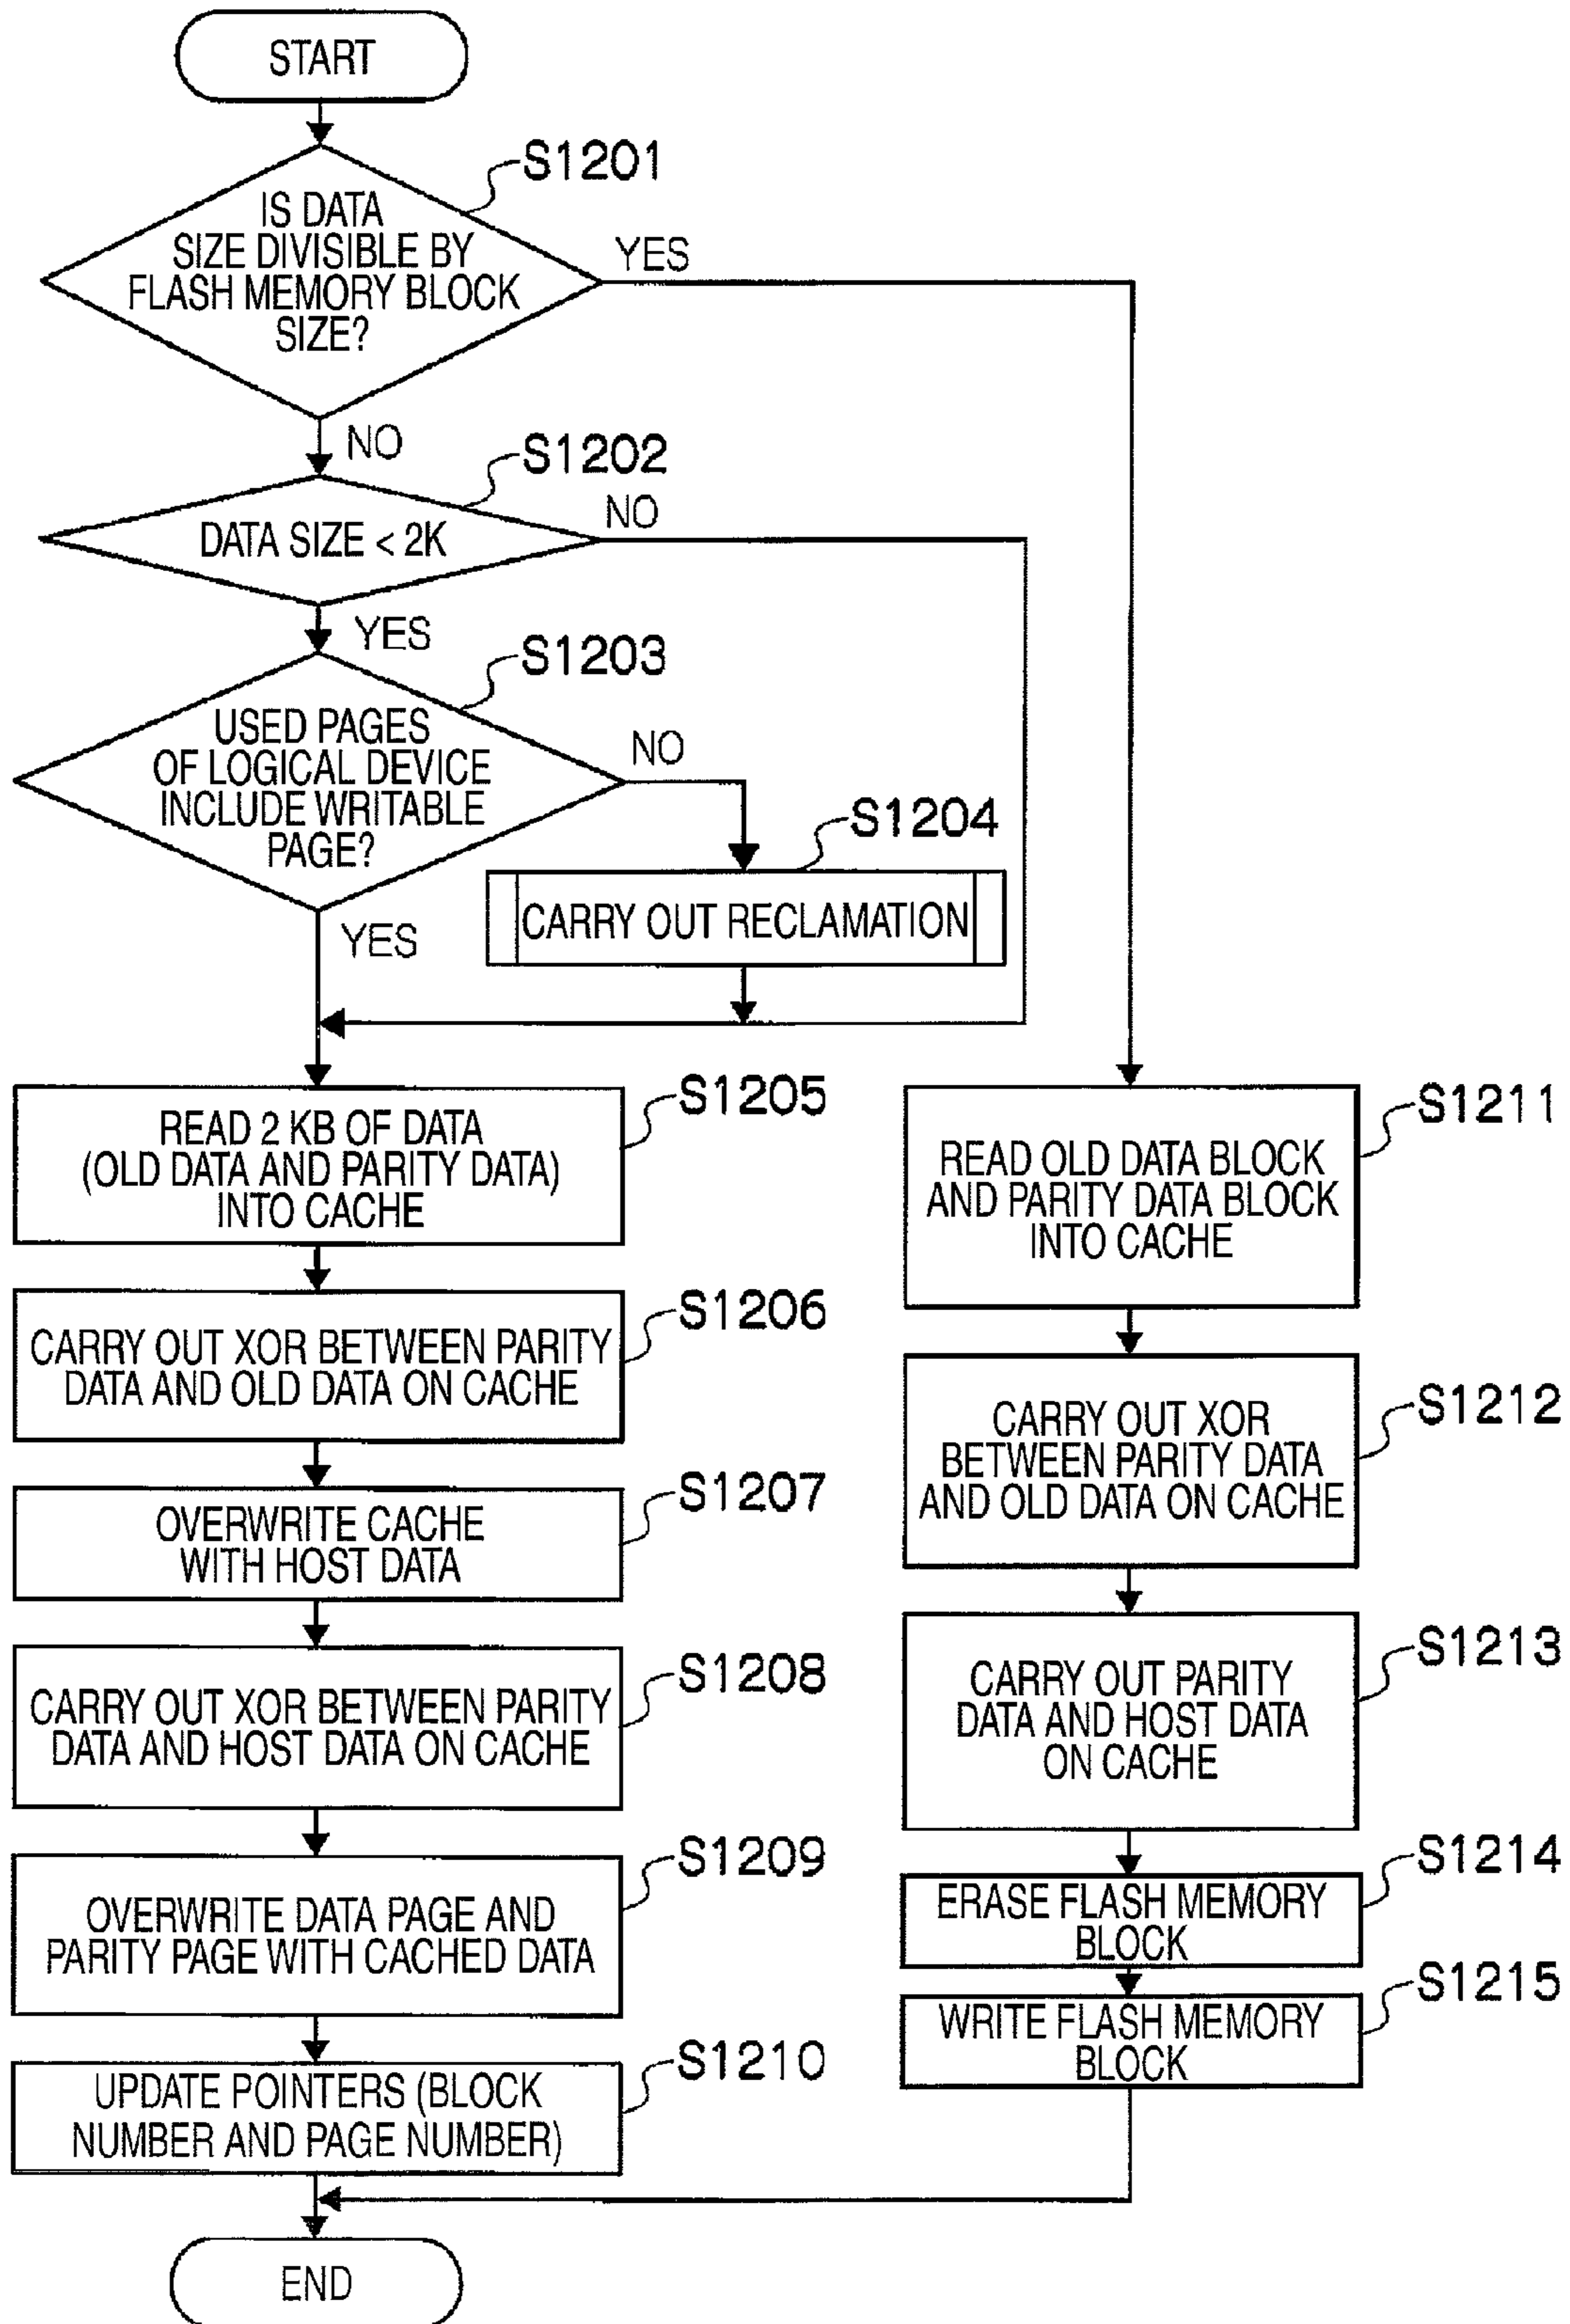 START
S1201
IS DATA
SIZE DIVISIBLE BY
FLASH MEMORY BLOCK
SIZE?
YES
NO
S1202
DATA SIZE < 2K
NO
YES
S1203
USED PAGES
OF LOGICAL DEVICE
INCLUDE WRITABLE
PAGE?
NO
YES
S1204
CARRY OUT RECLAMATION
S1205
READ 2 KB OF DATA
(OLD DATA AND PARITY DATA)
INTO CACHE
S1206
CARRY OUT XOR BETWEEN PARITY
DATA AND OLD DATA ON CACHE
S1207
OVERWRITE CACHE
WITH HOST DATA
S1208
CARRY OUT XOR BETWEEN PARITY
DATA AND HOST DATA ON CACHE
S1209
OVERWRITE DATA PAGE AND
PARITY PAGE WITH CACHED DATA
S1210
UPDATE POINTERS (BLOCK
NUMBER AND PAGE NUMBER)
S1211
READ OLD DATA BLOCK
AND PARITY DATA BLOCK
INTO CACHE
S1212
CARRY OUT XOR
BETWEEN PARITY DATA
AND OLD DATA ON CACHE
S1213
CARRY OUT PARITY
DATA AND HOST DATA
ON CACHE
S1214
ERASE FLASH MEMORY
BLOCK
S1215
WRITE FLASH MEMORY
BLOCK
END